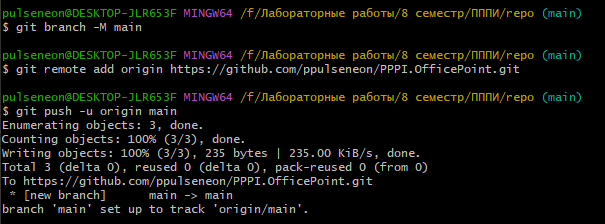 pulseneon@DESKTOP-JLR653F MINGW64 /f/Лабораторные работы/8 семестр/ПППИ/repo (main)
$ git branch -M main
pulseneon@DESKTOP-JLR653F MINGW64 /f/Лабораторные работы/8 семестр/ПППИ/repo (main)
$ git remote add origin https://github.com/ppulseneon/PPPI.OfficePoint.git
pulseneon@DESKTOP-JLR653F MINGW64 /f/Лабораторные работы/8 семестр/ПППИ/repo (main)
$ git push -u origin main
Enumerating objects: 3, done.
Counting objects: 100% (3/3), done.
Writing objects: 100% (3/3), 235 bytes | 235.00 KiB/s, done.
Total 3 (delta 0), reused 0 (delta 0), pack-reused 0 (from 0)
To https://github.com/ppulseneon/PPPI.OfficePoint.git
 * [new branch]      main -> main
branch 'main' set up to track 'origin/main'.